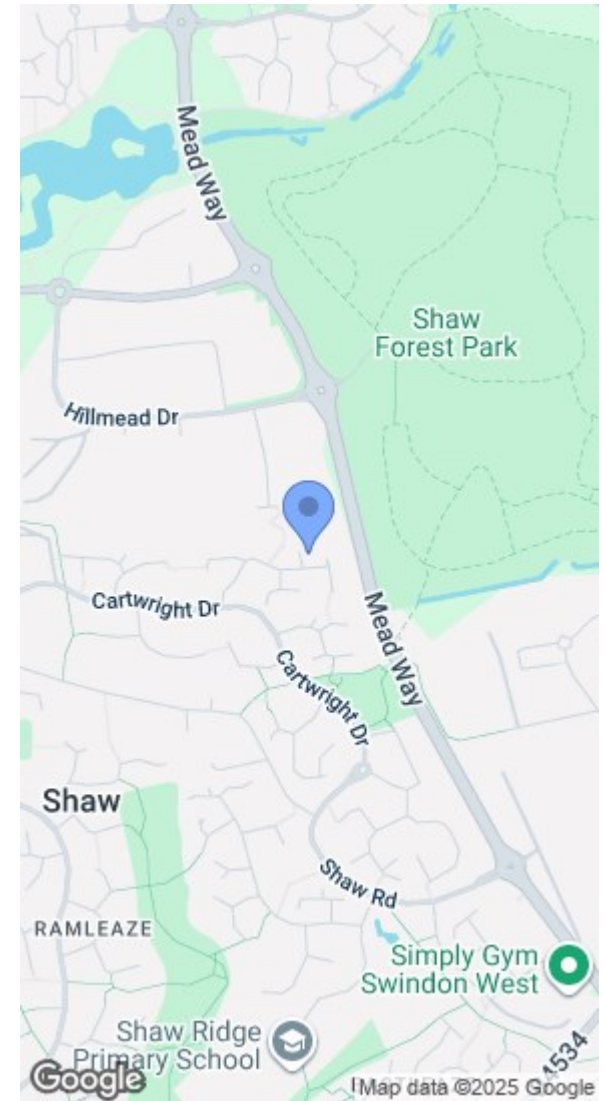 Mead Way
Shaw
Forest Park
Hillmead Dr
Cartwright Dr
Mead Way
Cartwright Dr
Shaw
Shaw Rd
RAMLEAZE
Simply Gym
Swindon West
Shaw Ridge
Primary School
4534
Google
Map data ©2025 Google